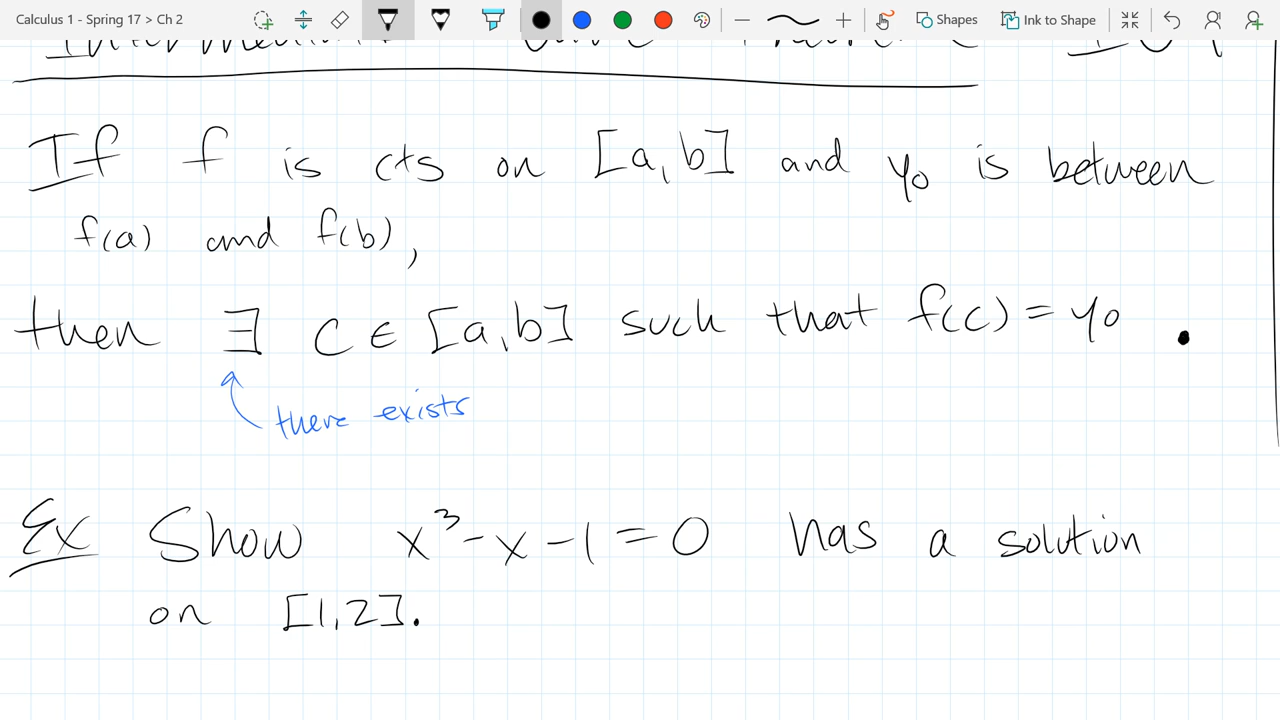 Calculus 1 - Spring 17 > Ch 2
Shapes
Ink to Shape
Theorem
If f is cts on [a,b] and y₀ is between
f(a) and f(b),
then ∃ c ∈ [a,b] such that f(c) = y₀ .
there exists
Ex Show x³-x-1=0 has a solution
on [1,2].